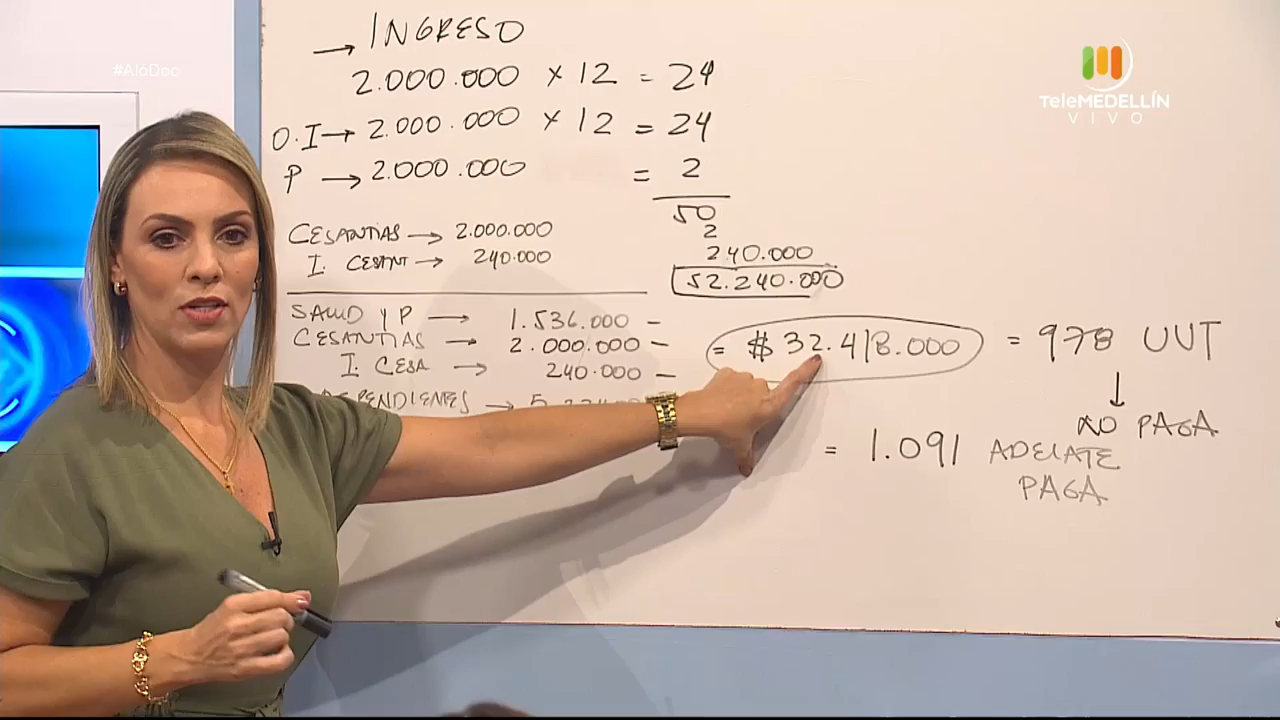 #AlóDoc
TeleMEDELLÍN
VIVO
→ INGRESO
2.000.000 x 12 = 24
O.I → 2.000.000 x 12 = 24
P → 2.000.000 = 2
50
2
CESANTIAS → 2.000.000
I. CESANT → 240.000
240.000
52.240.000
SALUD Y P → 1.536.000 -
CESANTIAS → 2.000.000 -
I. CESA → 240.000 -
= $32.418.000 = 978 UVT
↓
NO PAGA
= 1.091 ADELATE
PAGA